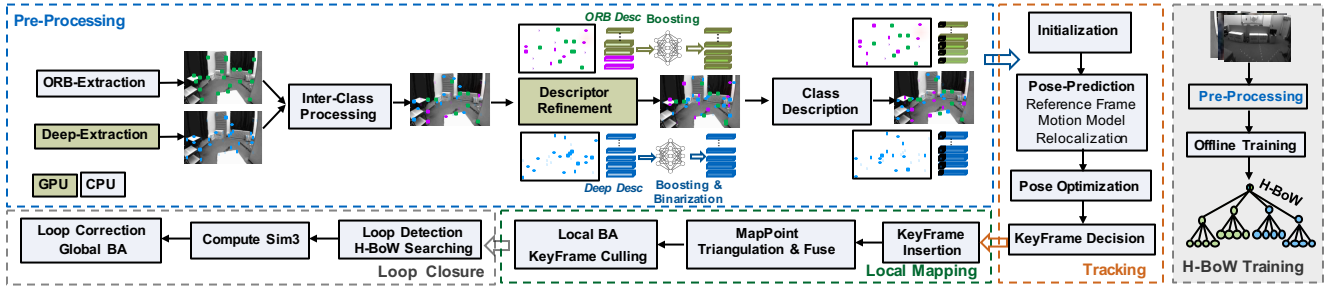 Pre-Processing
ORB-Extraction
Deep-Extraction
GPU
CPU
Inter-Class
Processing
ORB Desc
Boosting
Descriptor
Refinement
Deep Desc
Boosting &
Binarization
Class
Description
Initialization
Pose-Prediction
Reference Frame
Motion Model
Relocalization
Pose Optimization
KeyFrame Decision
Tracking
KeyFrame
Insertion
MapPoint
Triangulation & Fuse
Local BA
KeyFrame Culling
Local Mapping
Loop Detection
H-BoW Searching
Compute Sim3
Loop Correction
Global BA
Loop Closure
Pre-Processing
Offline Training
H-BoW
H-BoW Training